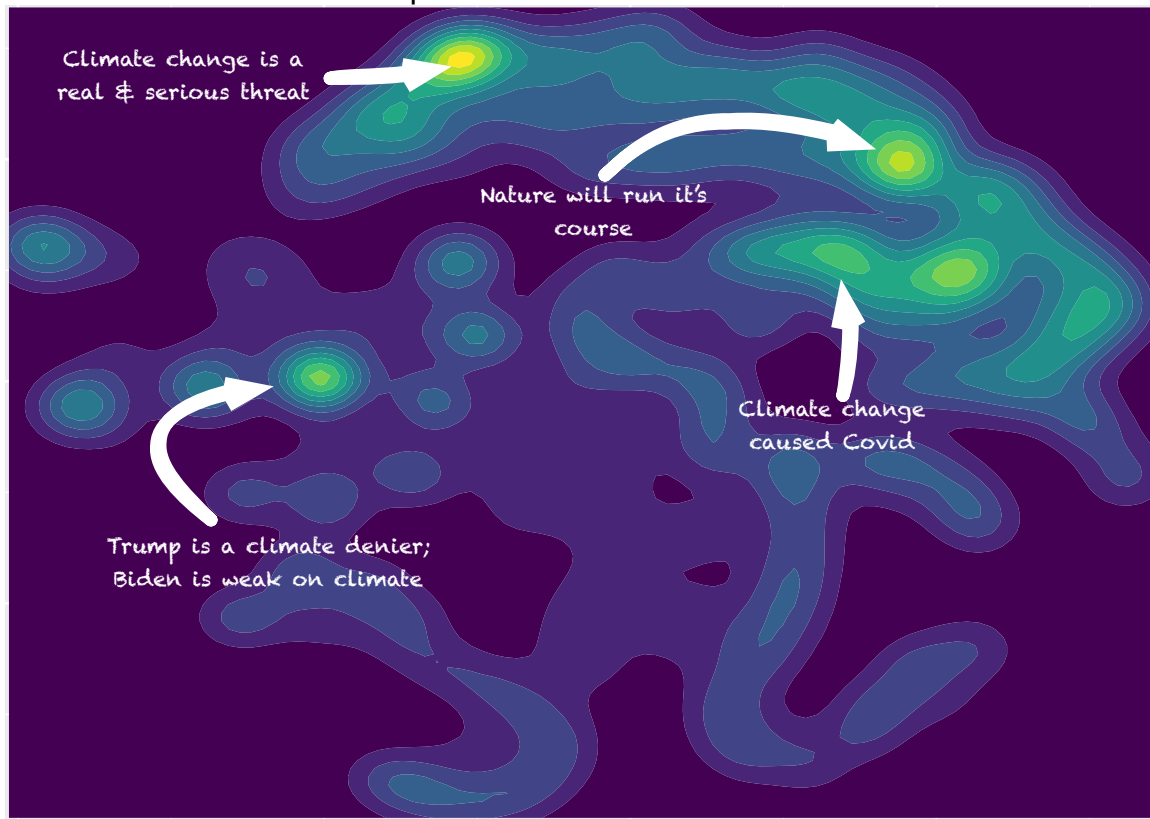 Climate change is a
real & serious threat
Nature will run it's
course
Climate change
caused Covid
Trump is a climate denier;
Biden is weak on climate